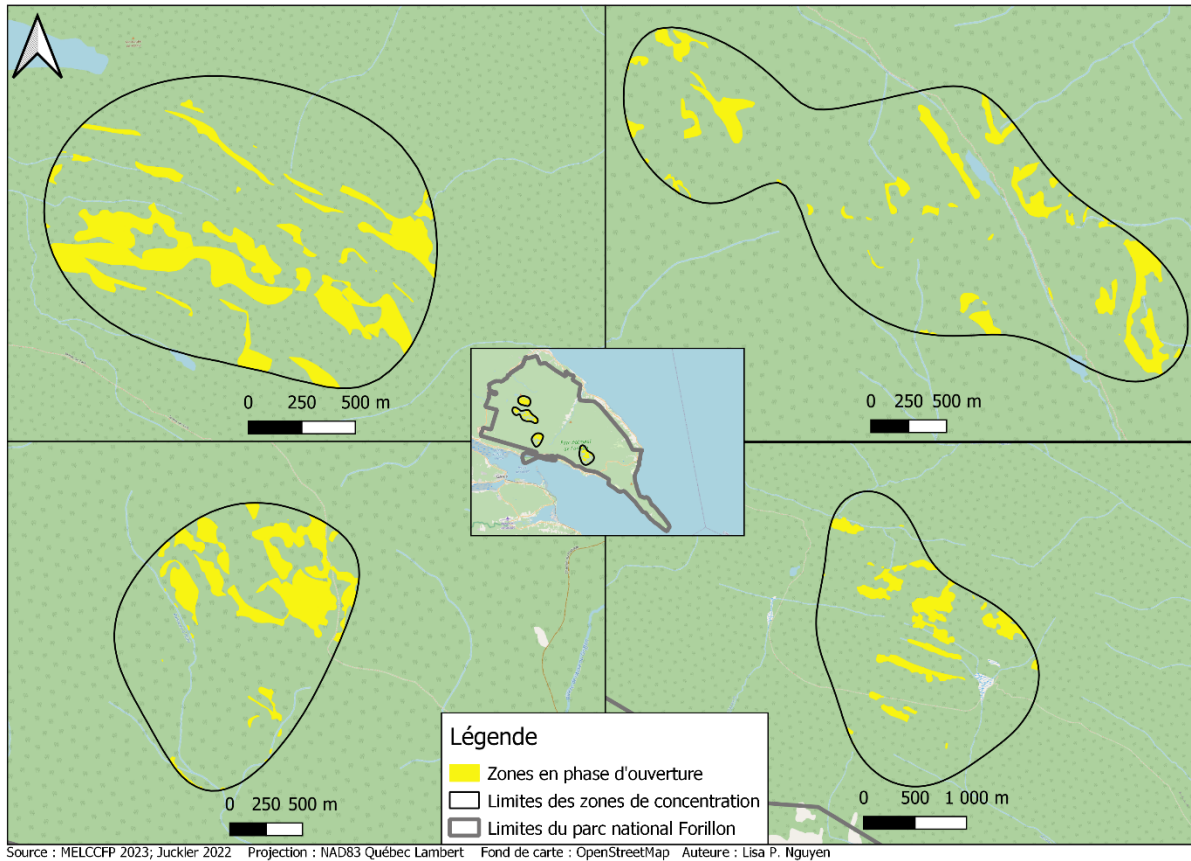 0 250 500 m
0 250 500 m
Légende
Zones en phase d'ouverture
Limites des zones de concentration
Limites du parc national Forillon
0 250 500 m
0 500 1 000 m
Source : MELCCFP 2023; Juckler 2022 Projection : NAD83 Québec Lambert Fond de carte : OpenStreetMap Auteure : Lisa P. Nguyen